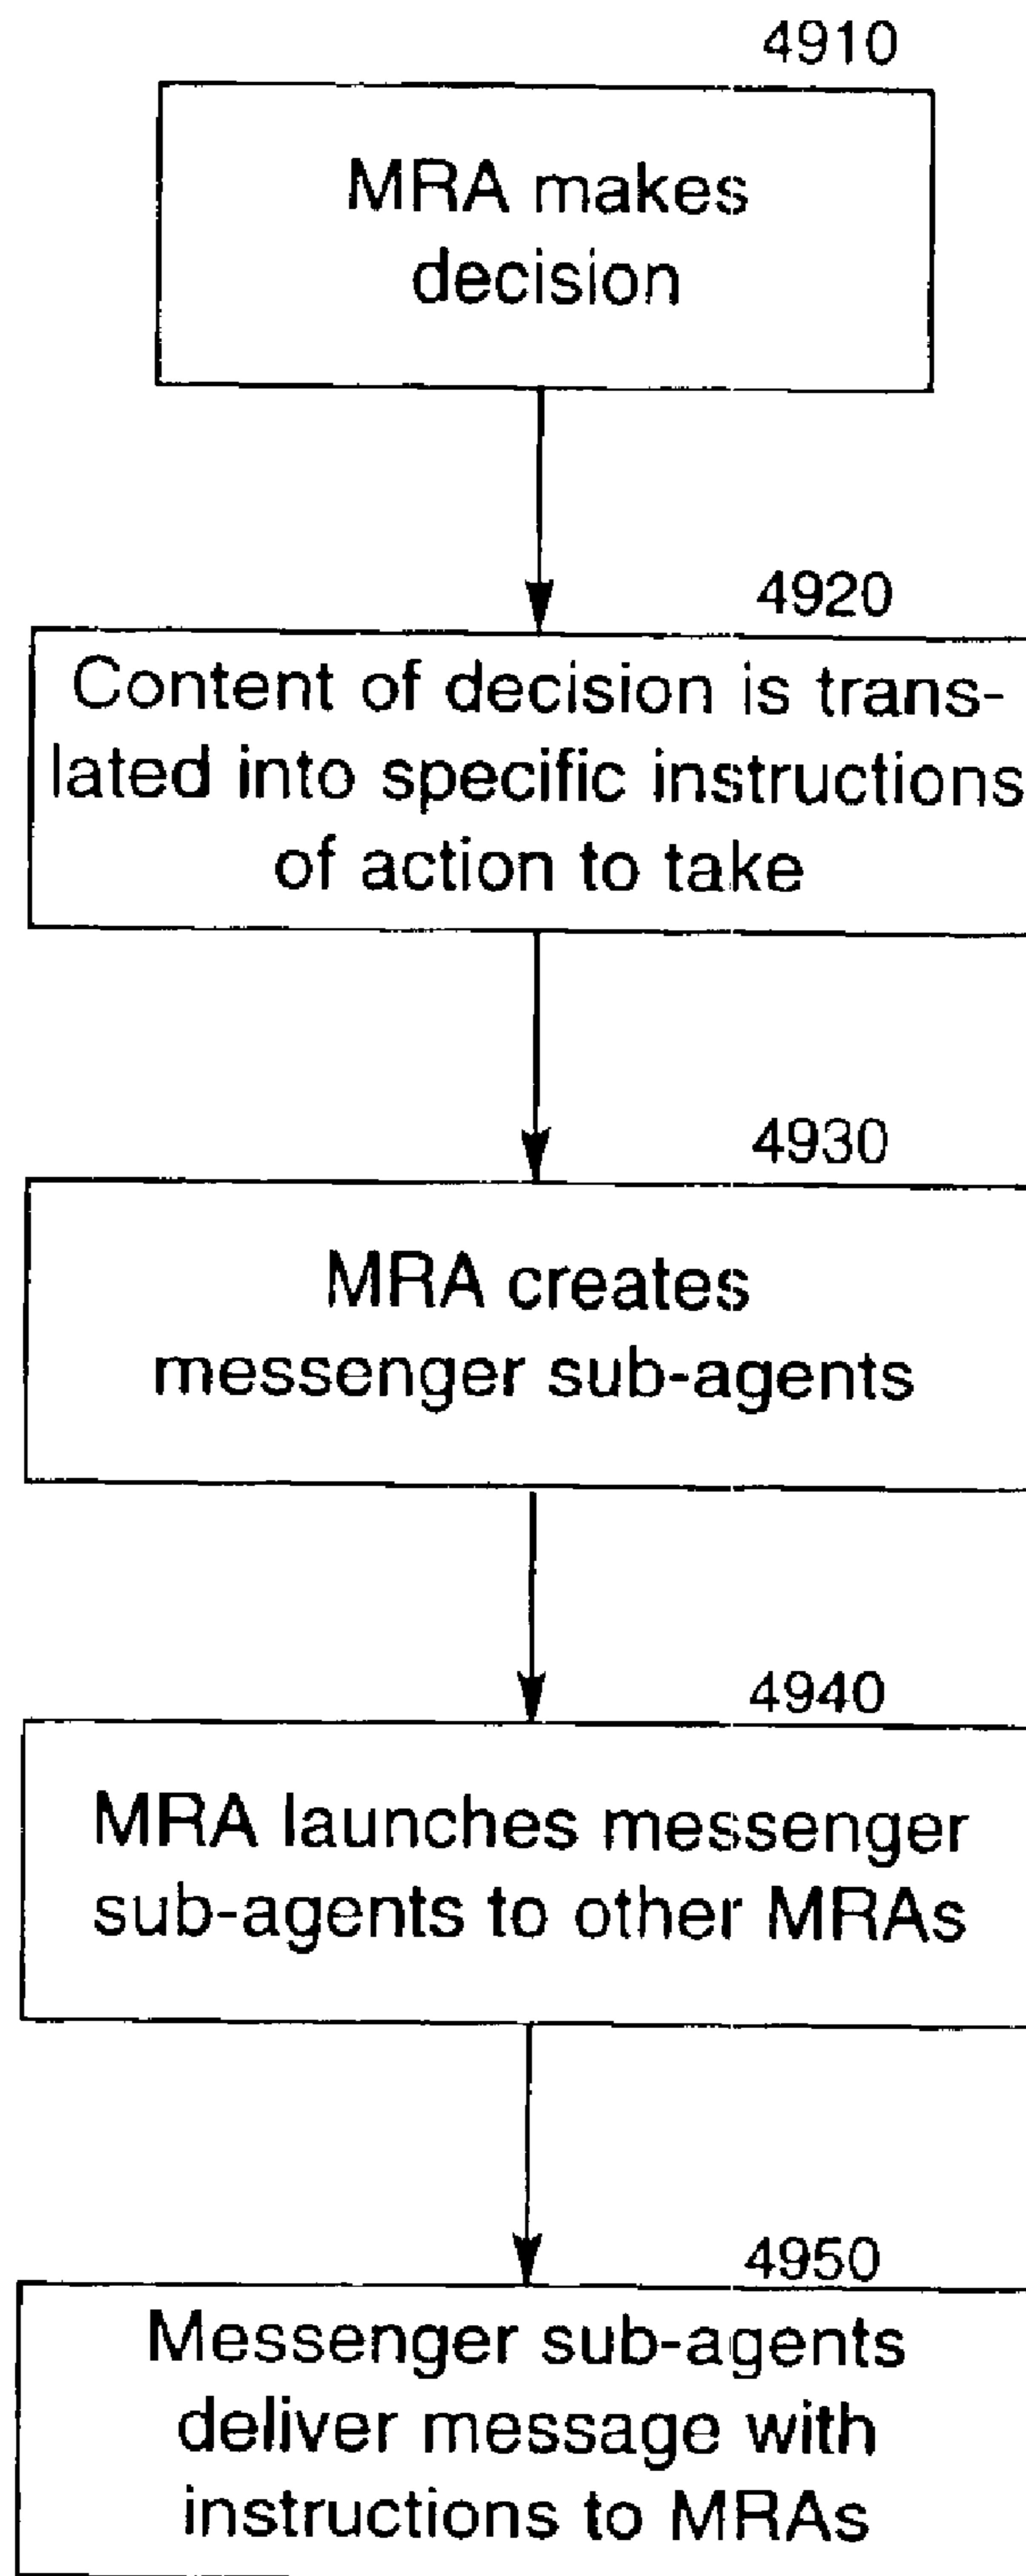 4910
MRA makes
decision
4920
Content of decision is trans-
lated into specific instructions
of action to take
4930
MRA creates
messenger sub-agents
4940
MRA launches messenger
sub-agents to other MRAs
4950
Messenger sub-agents
deliver message with
instructions to MRAs